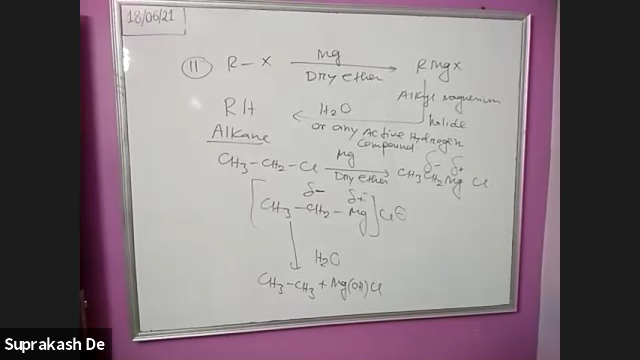 18/06/21
(11) R – X Mg Dry ether → RMgX
Alkyl magnesium halide
RH ← H₂O or any Active Hydrogen Compound
Alkane
CH₃-CH₂-Cl Mg Dry ether → CH₃CH₂Mg Cl δ- δ+
[CH₃-CH₂-Mg]Cl⊖ δ- δ+
↓ H₂O
CH₃-CH₃ + Mg(OH)Cl
Suprakash De